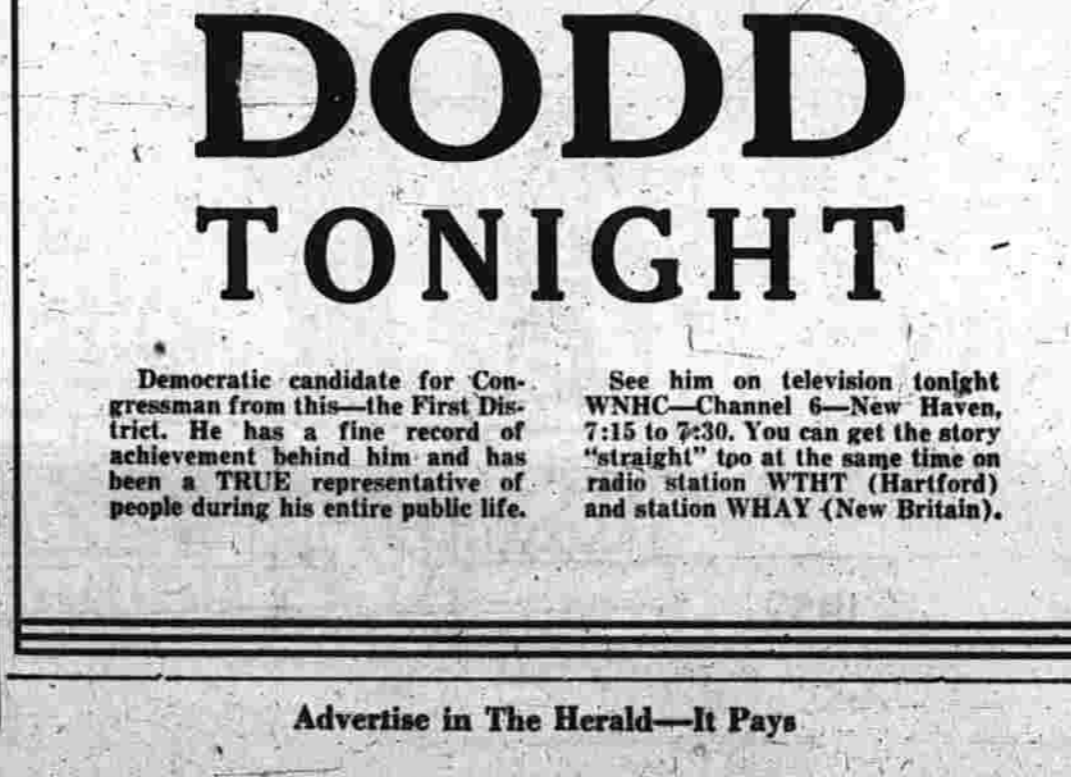 DODD
TONIGHT
Democratic candidate for Con-
gressman from this—the First Dis-
trict. He has a fine record of
achievement behind him and has
been a TRUE representative of
people during his entire public life.
See him on television tonight
WNHC—Channel 6—New Haven,
7:15 to 7:30. You can get the story
"straight" too at the same time on
radio station WTHT (Hartford)
and station WHAY (New Britain).
Advertise in The Herald—It Pays